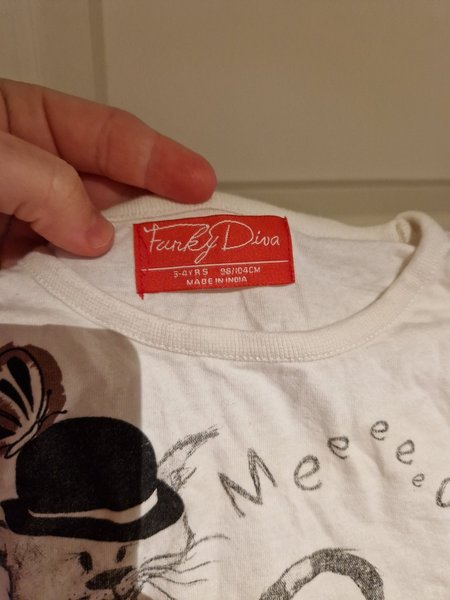 Funky Diva
3-4YRS 98/104CM
MADE IN INDIA
Meeeee